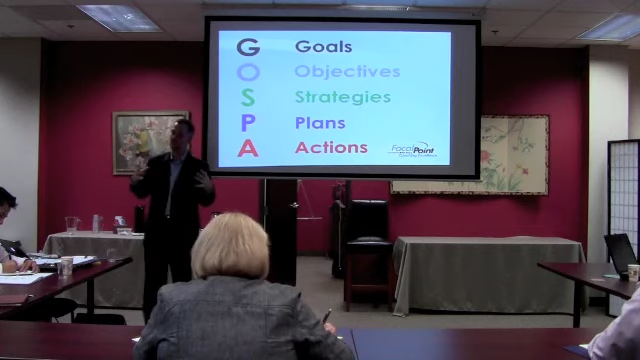 G Goals
O Objectives
S Strategies
P Plans
A Actions
FocalPoint